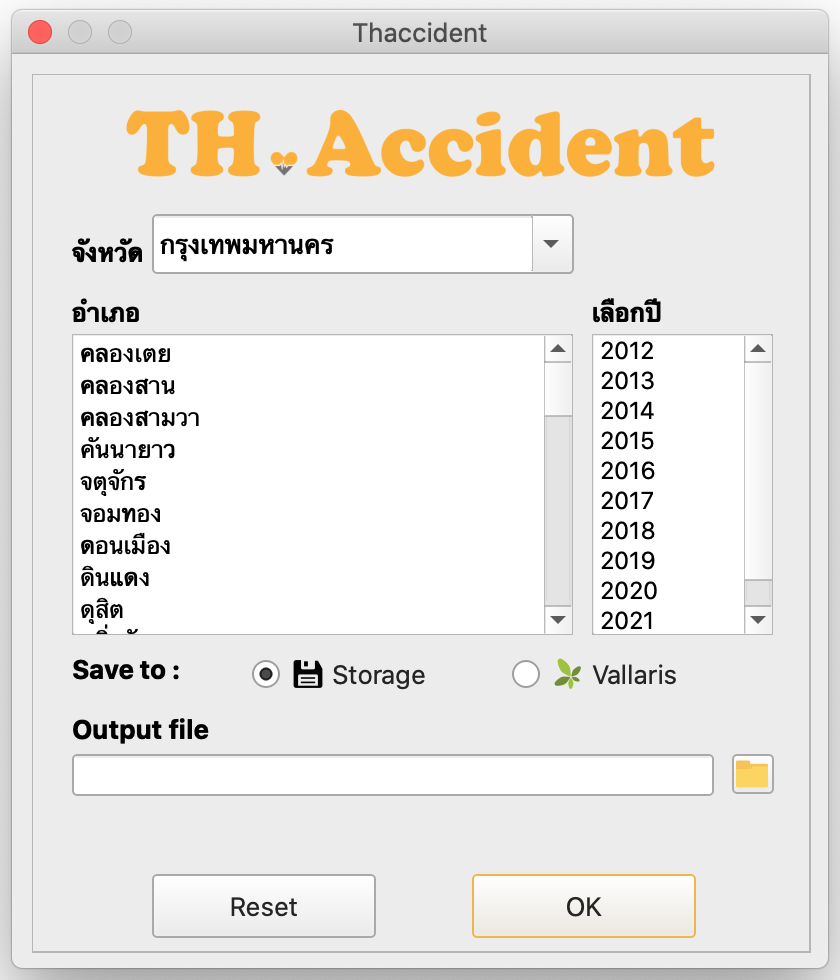 Thaccident
TH Accident
จังหวัด กรุงเทพมหานคร
อำเภอ
คลองเตย
คลองสาน
คลองสามวา
คันนายาว
จตุจักร
จอมทอง
ดอนเมือง
ดินแดง
ดุสิต
เลือกปี
2012
2013
2014
2015
2016
2017
2018
2019
2020
2021
Save to : Storage Vallaris
Output file
Reset OK